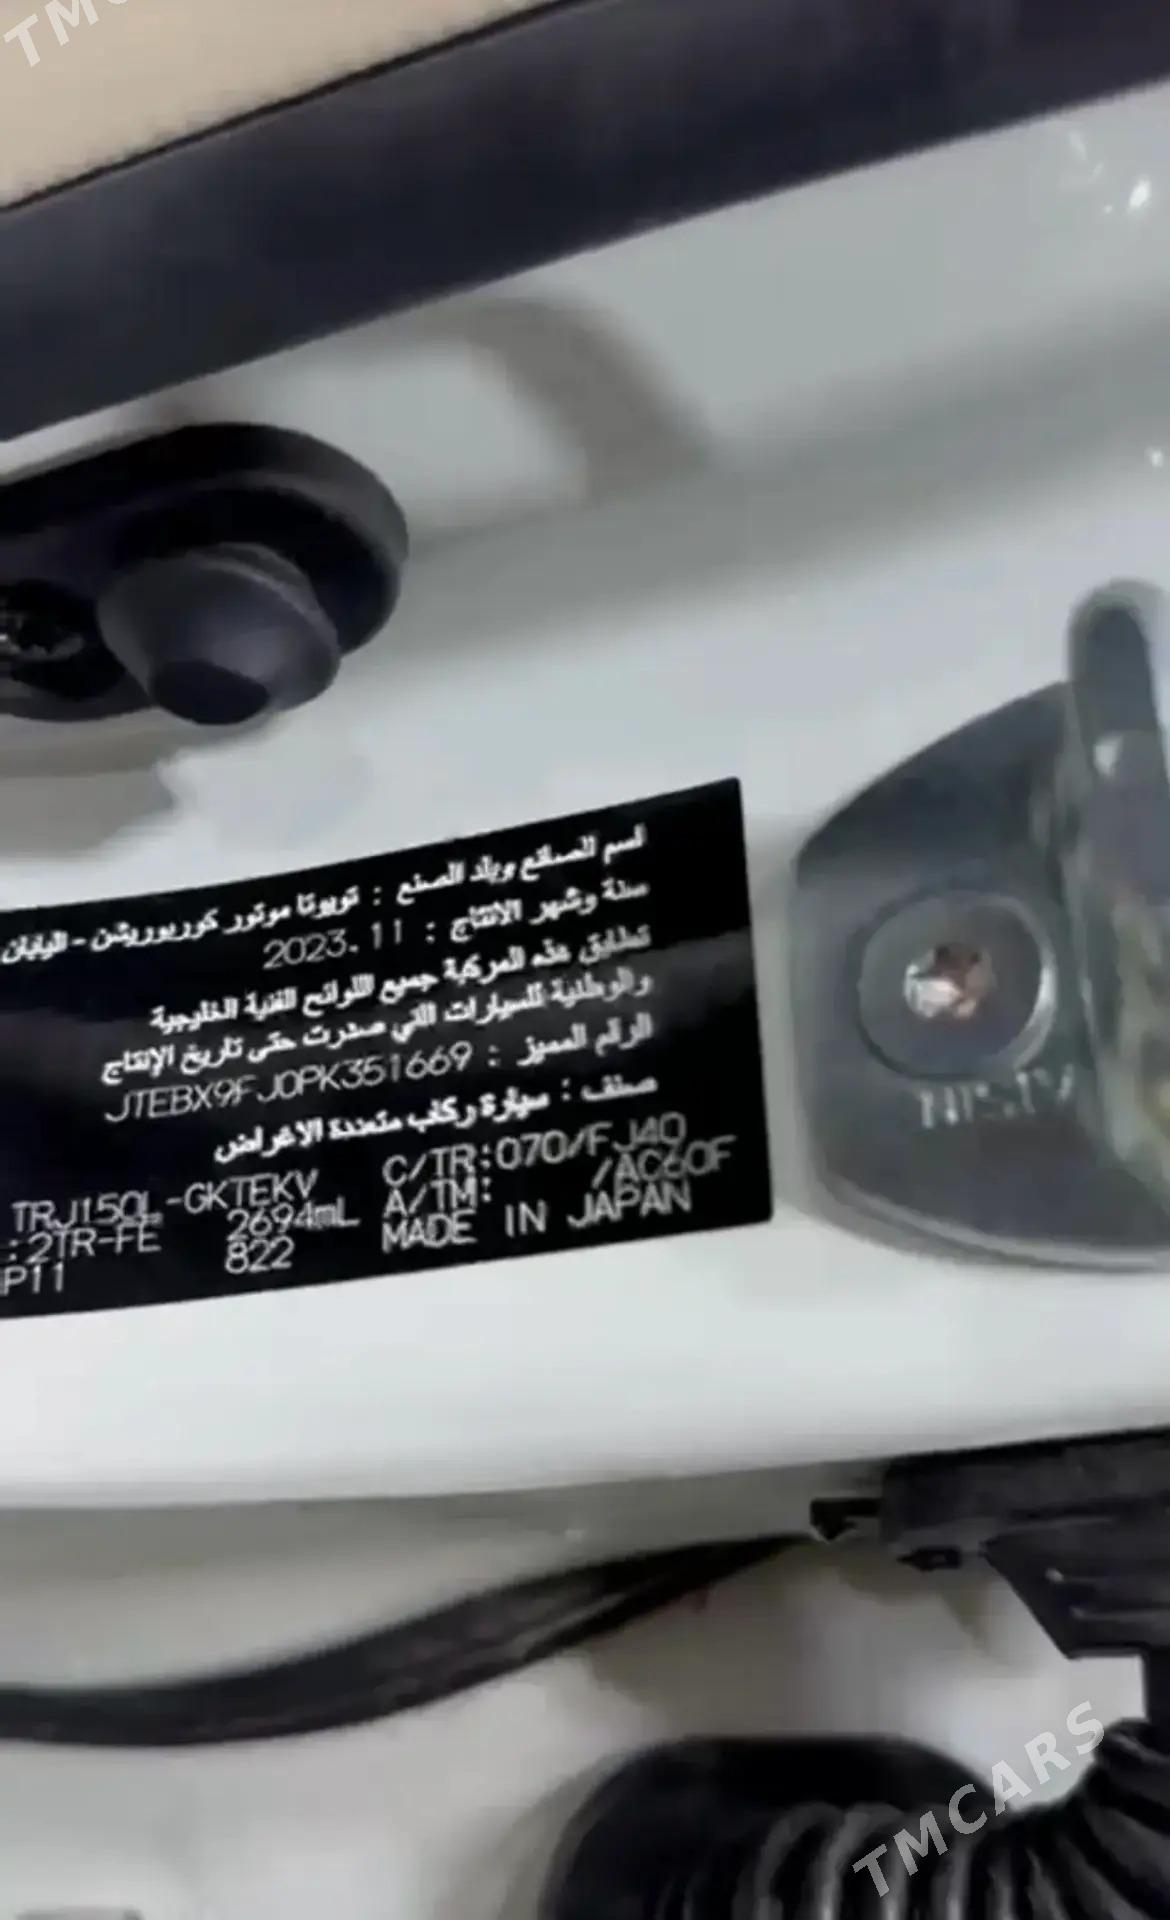 TMC
اسم الصانع وبلد الصنع : تويوتا موتور كوربوريشن - اليابان
سنة وشهر الانتاج : 2023.11
تطابق هذه المركبة جميع اللوائح الفنية الخليجية
والوطنية للسيارات التي صدرت حتى تاريخ الإنتاج
الرقم المميز : JTEBX9FJ0PK351669
صنف : سيارة ركاب متعددة الاغراض
TRJ150L-GKTEKV C/TR:070/FJ40
:2TR-FE 2694mL A/TM: /AC60F
P11 822 MADE IN JAPAN
TMCARS